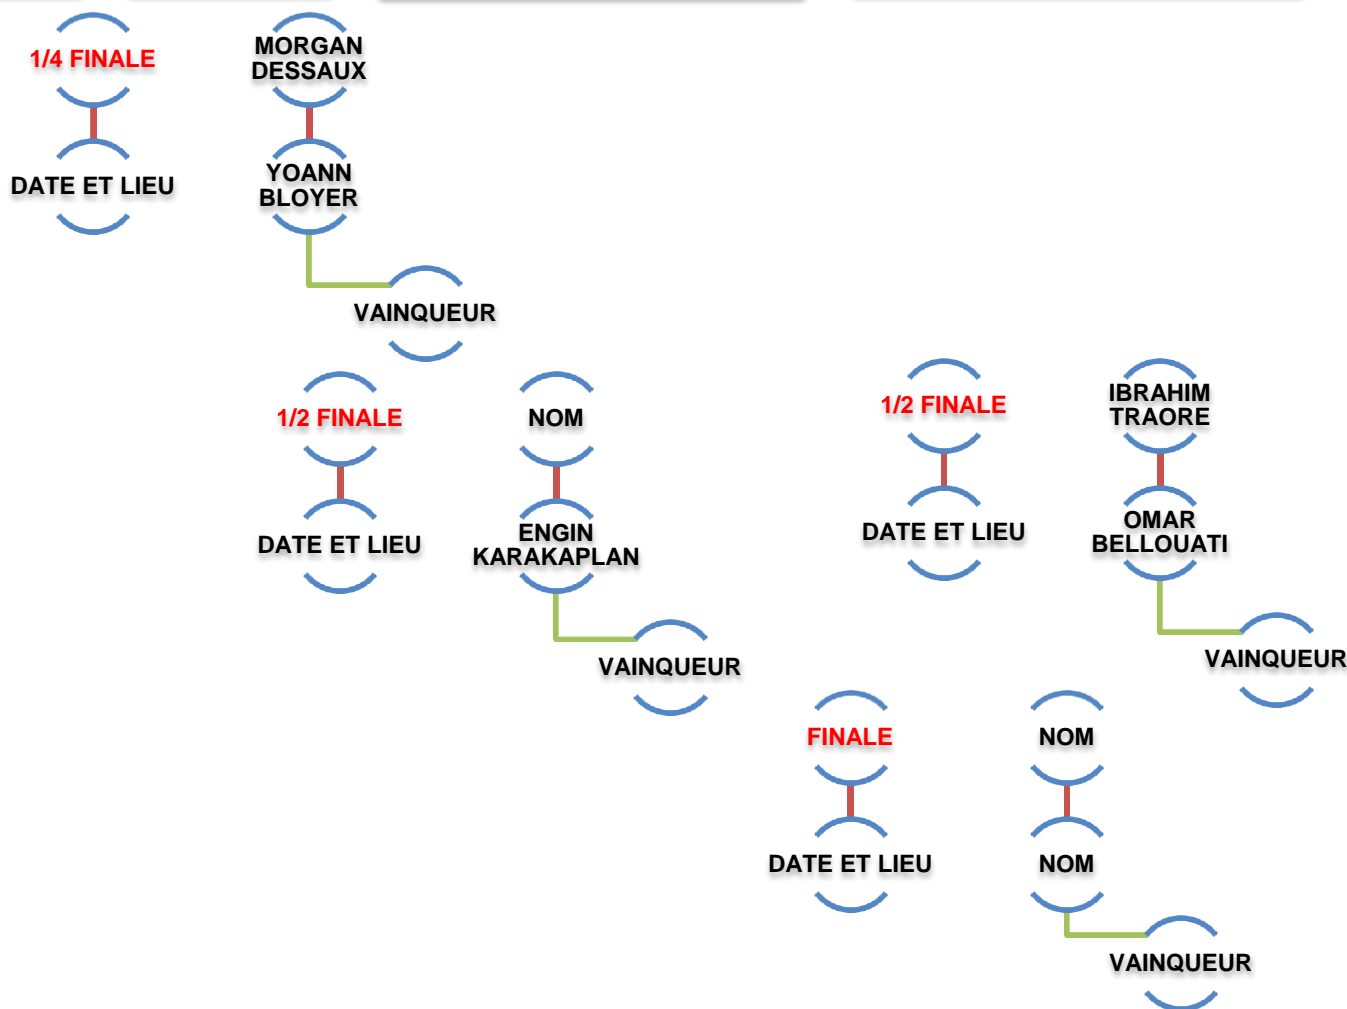 1/4 FINALE
MORGAN
DESSAUX
DATE ET LIEU
YOANN
BLOYER
VAINQUEUR
1/2 FINALE
NOM
DATE ET LIEU
ENGIN
KARAKAPLAN
VAINQUEUR
1/2 FINALE
IBRAHIM
TRAORE
DATE ET LIEU
OMAR
BELLOUATI
VAINQUEUR
FINALE
NOM
DATE ET LIEU
NOM
VAINQUEUR